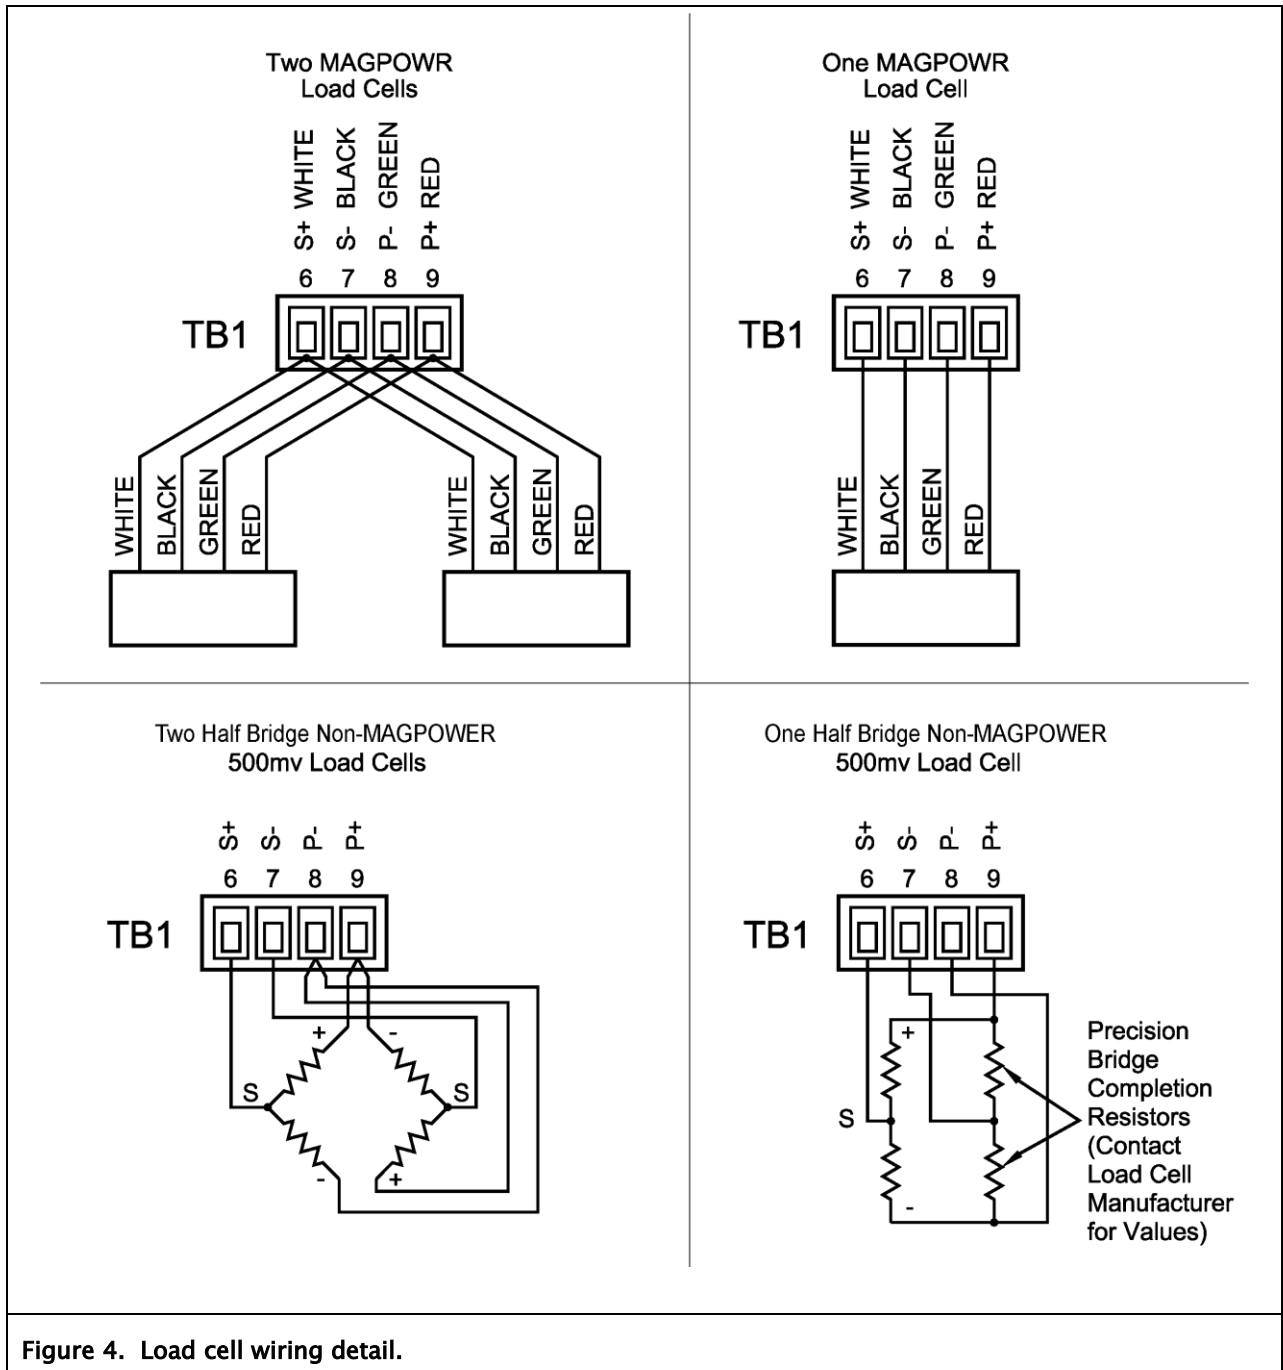 Two MAGPOWR
Load Cells
S+ WHITE
S- BLACK
P- GREEN
P+ RED
6 7 8 9
TB1
WHITE
BLACK
GREEN
RED
WHITE
BLACK
GREEN
RED
One MAGPOWR
Load Cell
S+ WHITE
S- BLACK
P- GREEN
P+ RED
6 7 8 9
TB1
WHITE
BLACK
GREEN
RED
Two Half Bridge Non-MAGPOWER
500mv Load Cells
S+ S- P- P+
6 7 8 9
TB1
+ -
S S
- +
One Half Bridge Non-MAGPOWER
500mv Load Cell
S+ S- P- P+
6 7 8 9
TB1
+
S
-
Precision
Bridge
Completion
Resistors
(Contact
Load Cell
Manufacturer
for Values)
Figure 4. Load cell wiring detail.